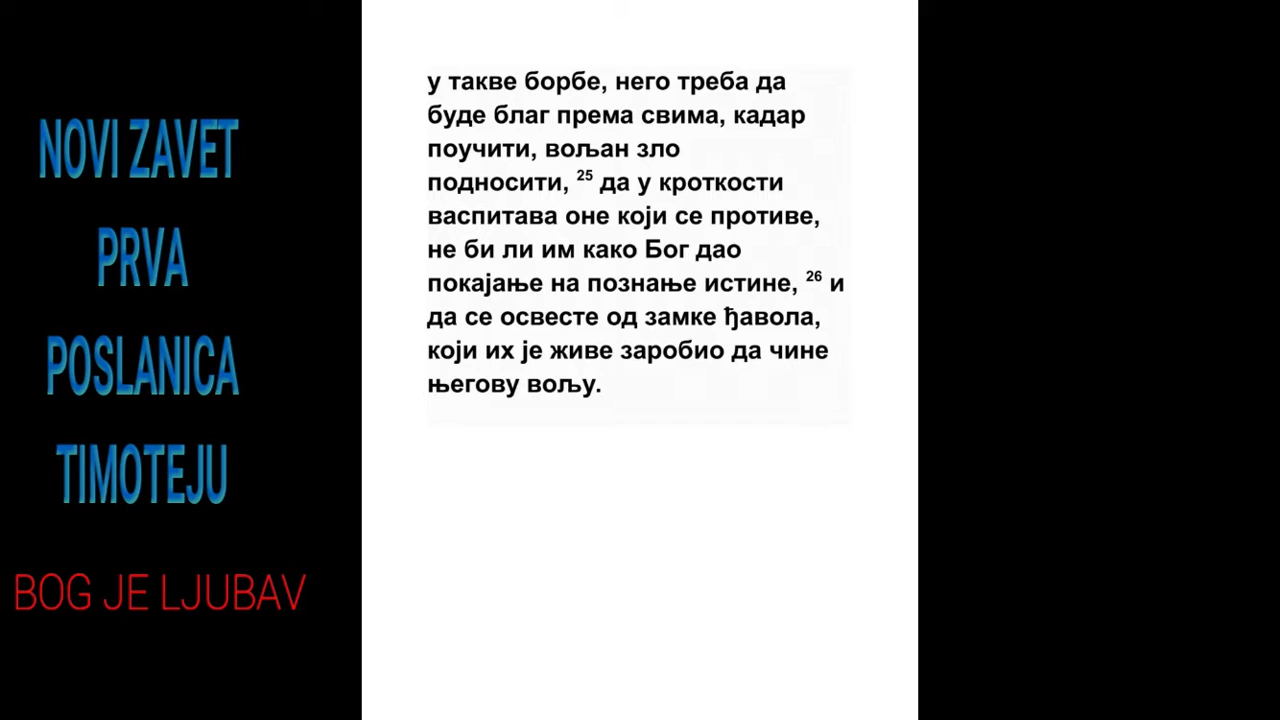 NOVI ZAVET
PRVA
POSLANICA
TIMOTEJU
BOG JE LJUBAV
у такве борбе, него треба да
буде благ према свима, кадар
поучити, вољан зло
подносити, 25 да у кроткости
васпитава оне који се противе,
не би ли им како Бог дао
покајање на познање истине, 26 и
да се освесте од замке ђавола,
који их је живе заробио да чине
његову вољу.